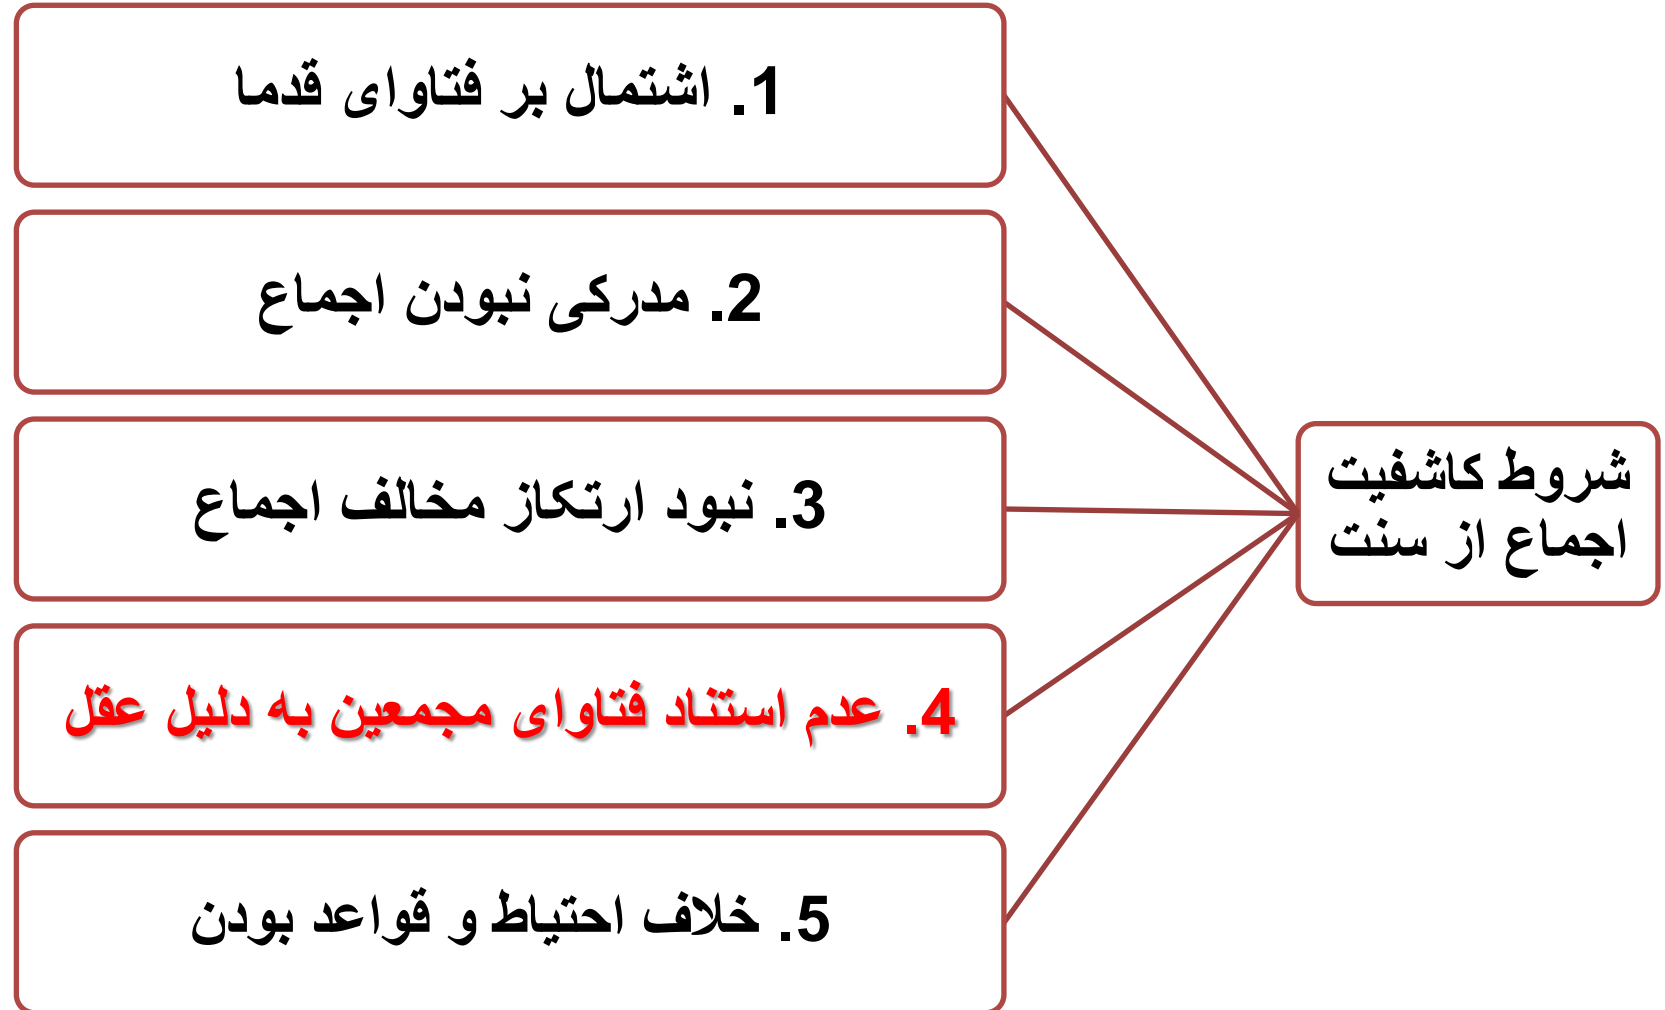 شروط کاشفیت
اجماع از سنت
1. اشتمال بر فتاوای قدما
2. مدرکی نبودن اجماع
3. نبود ارتکاز مخالف اجماع
4. عدم استناد فتاوای مجمعین به دلیل عقل
5. خلاف احتیاط و قواعد بودن